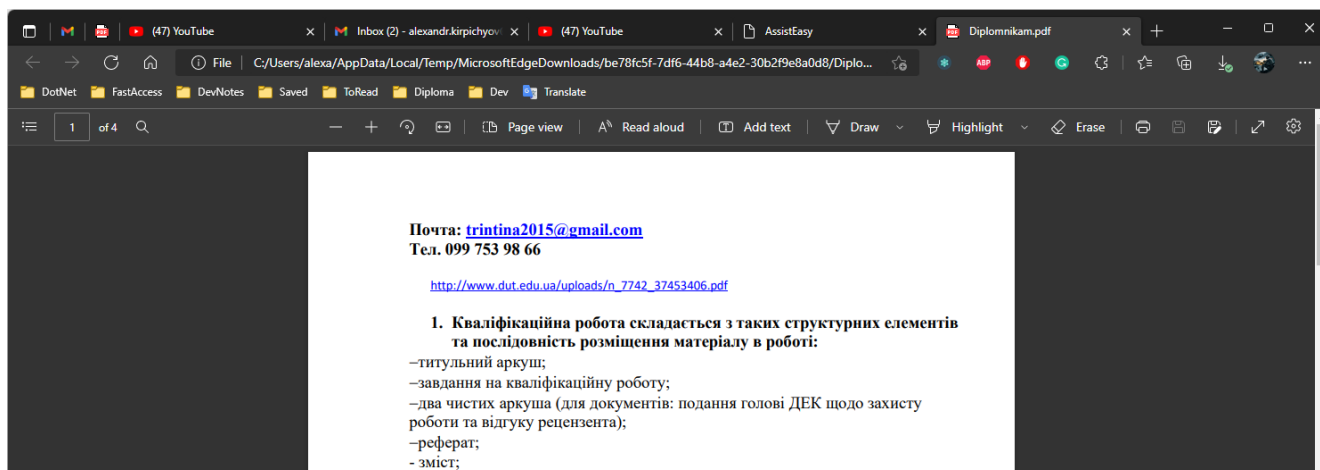 (47) YouTube
Inbox (2) - alexandr.kirpichyov
(47) YouTube
AssistEasy
Diplomnikam.pdf
File
C:/Users/alexa/AppData/Local/Temp/MicrosoftEdgeDownloads/be78fc5f-7df6-44b8-a4e2-30b2f9e8a0d8/Diplo...
ABP
DotNet FastAccess DevNotes Saved ToRead Diploma Dev Translate
1 of 4 Page view Read aloud Add text Draw Highlight Erase
Почта: trintina2015@gmail.com
Тел. 099 753 98 66
http://www.dut.edu.ua/uploads/n_7742_37453406.pdf
1. Кваліфікаційна робота складається з таких структурних елементів
та послідовність розміщення матеріалу в роботі:
–титульний аркуш;
–завдання на кваліфікаційну роботу;
–два чистих аркуша (для документів: подання голові ДЕК щодо захисту
роботи та відгуку рецензента);
–реферат;
- зміст;